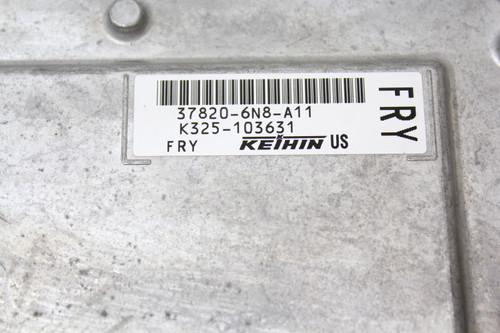 37820-6N8-A11
K325-103631
FRY KEIHIN US
FRY